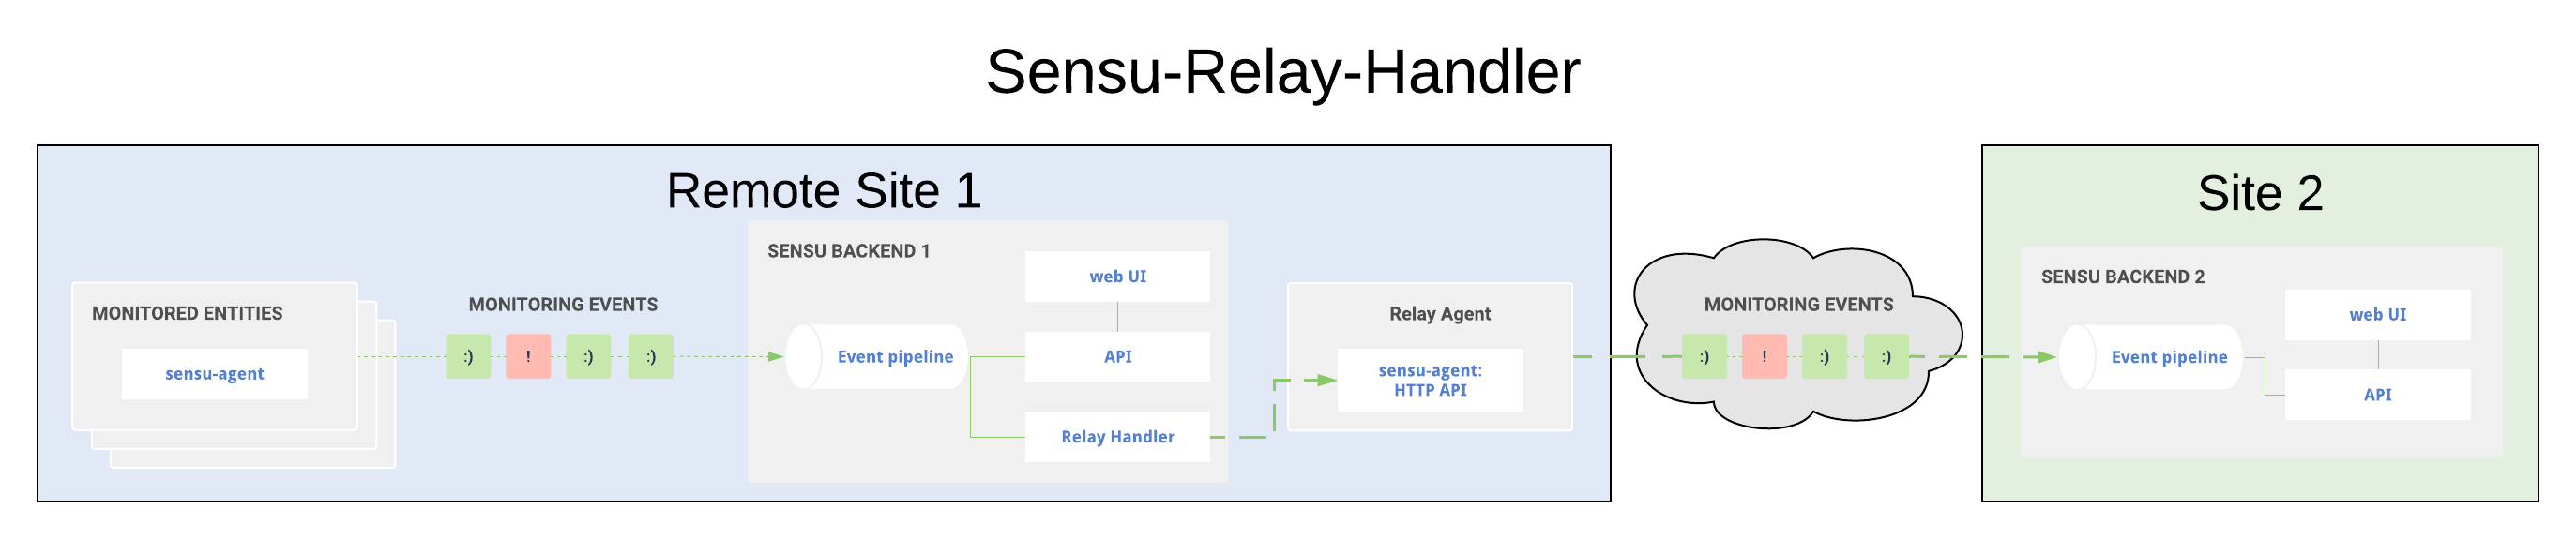 Sensu-Relay-Handler
Remote Site 1
MONITORED ENTITIES
sensu-agent
MONITORING EVENTS
:) ! :) :)
SENSU BACKEND 1
Event pipeline
web UI
API
Relay Handler
Relay Agent
sensu-agent:
HTTP API
MONITORING EVENTS
:) ! :) :)
Site 2
SENSU BACKEND 2
Event pipeline
web UI
API